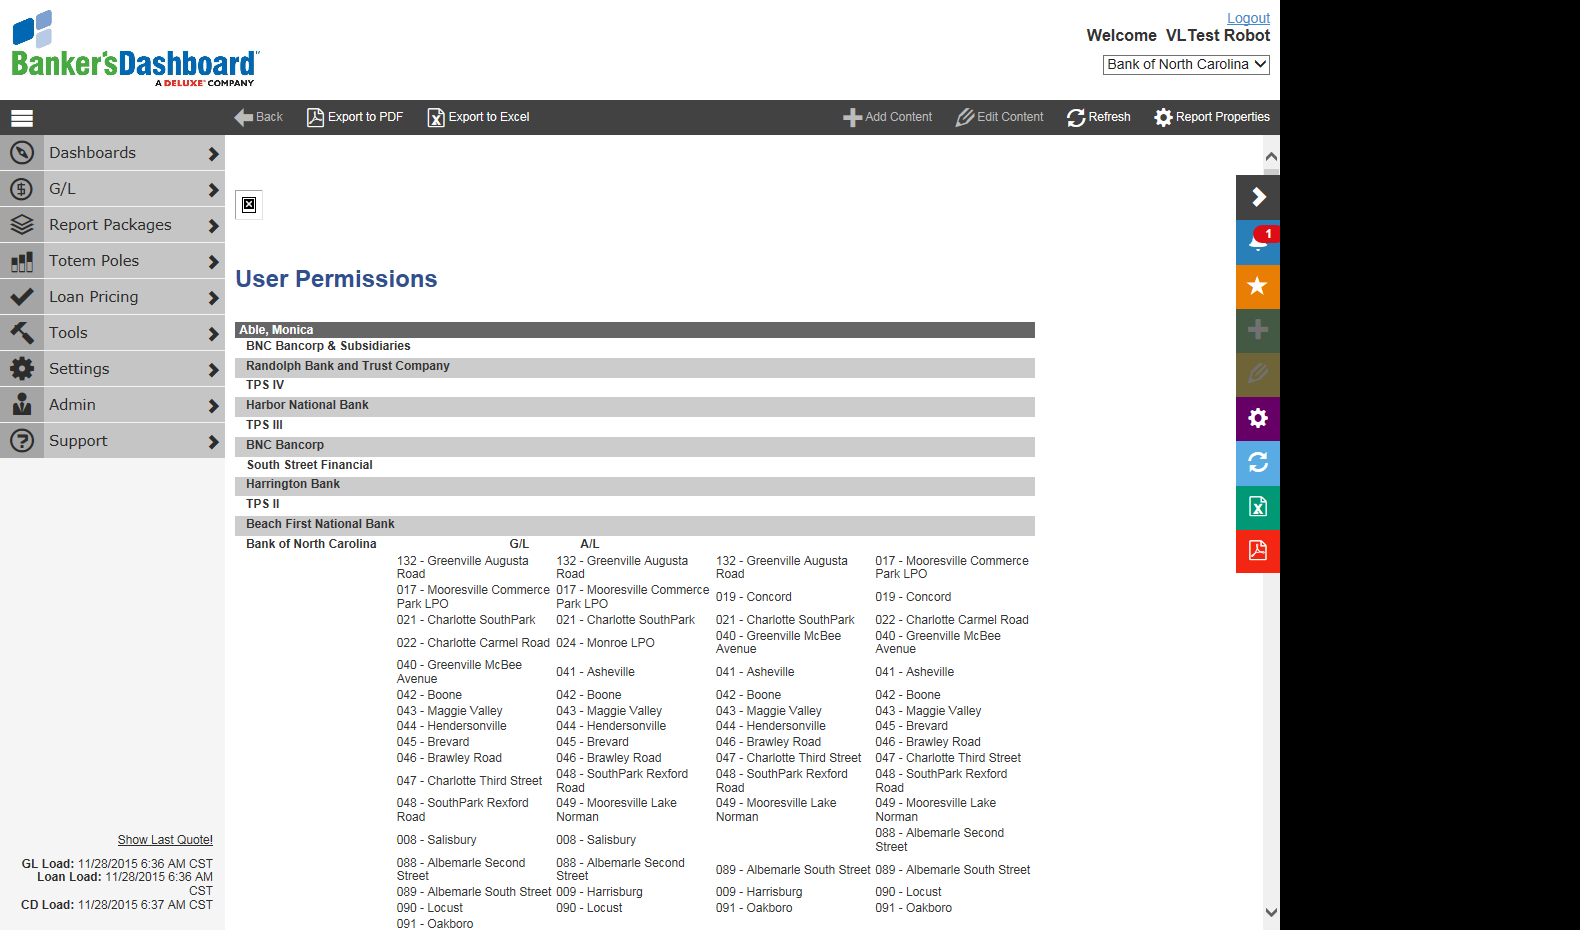 Logout
Welcome VLTest Robot
Bank of North Carolina
Banker'sDashboard
A DELUXE COMPANY
Back
Export to PDF
Export to Excel
Add Content
Edit Content
Refresh
Report Properties
Dashboards
G/L
Report Packages
Totem Poles
Loan Pricing
Tools
Settings
Admin
Support
1
User Permissions
Able, Monica
BNC Bancorp & Subsidiaries
Randolph Bank and Trust Company
TPS IV
Harbor National Bank
TPS III
BNC Bancorp
South Street Financial
Harrington Bank
TPS II
Beach First National Bank
Bank of North Carolina G/L A/L
132 - Greenville Augusta Road 132 - Greenville Augusta Road 132 - Greenville Augusta Road 017 - Mooresville Commerce Park LPO
017 - Mooresville Commerce Park LPO 017 - Mooresville Commerce Park LPO 019 - Concord 019 - Concord
021 - Charlotte SouthPark 021 - Charlotte SouthPark 021 - Charlotte SouthPark 022 - Charlotte Carmel Road
022 - Charlotte Carmel Road 024 - Monroe LPO 040 - Greenville McBee Avenue 040 - Greenville McBee Avenue
040 - Greenville McBee Avenue 041 - Asheville 041 - Asheville 041 - Asheville
042 - Boone 042 - Boone 042 - Boone 042 - Boone
043 - Maggie Valley 043 - Maggie Valley 043 - Maggie Valley 043 - Maggie Valley
044 - Hendersonville 044 - Hendersonville 044 - Hendersonville 045 - Brevard
045 - Brevard 045 - Brevard 046 - Brawley Road 046 - Brawley Road
046 - Brawley Road 046 - Brawley Road 047 - Charlotte Third Street 047 - Charlotte Third Street
047 - Charlotte Third Street 048 - SouthPark Rexford Road 048 - SouthPark Rexford Road 048 - SouthPark Rexford Road
048 - SouthPark Rexford Road 049 - Mooresville Lake Norman 049 - Mooresville Lake Norman 049 - Mooresville Lake Norman
008 - Salisbury 008 - Salisbury 088 - Albemarle Second Street
088 - Albemarle Second Street 088 - Albemarle Second Street 089 - Albemarle South Street 089 - Albemarle South Street
089 - Albemarle South Street 009 - Harrisburg 009 - Harrisburg 090 - Locust
090 - Locust 090 - Locust 091 - Oakboro 091 - Oakboro
091 - Oakboro
Show Last Quote!
GL Load: 11/28/2015 6:36 AM CST
Loan Load: 11/28/2015 6:36 AM
CST
CD Load: 11/28/2015 6:37 AM CST